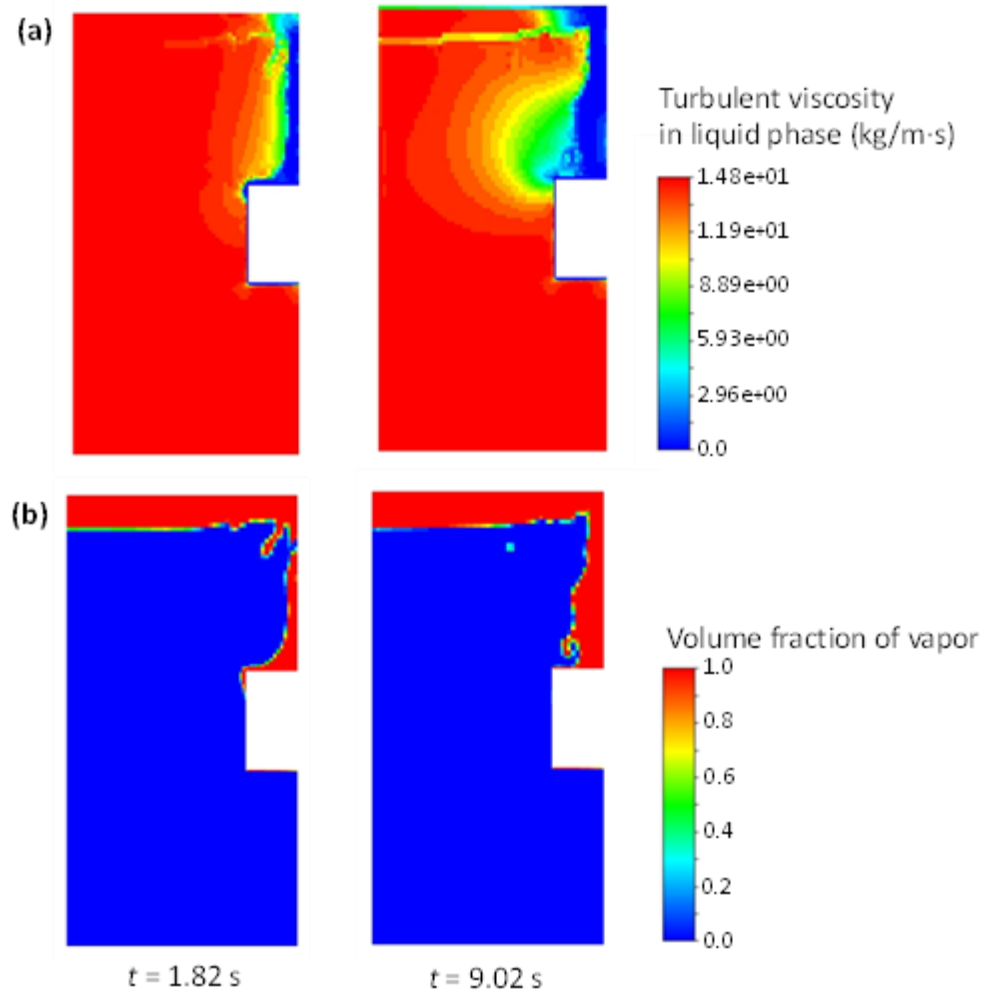 (a)
Turbulent viscosity
in liquid phase (kg/m·s)
1.48e+01
1.19e+01
8.89e+00
5.93e+00
2.96e+00
0.0
(b)
Volume fraction of vapor
1.0
0.8
0.6
0.4
0.2
0.0
t = 1.82 s
t = 9.02 s